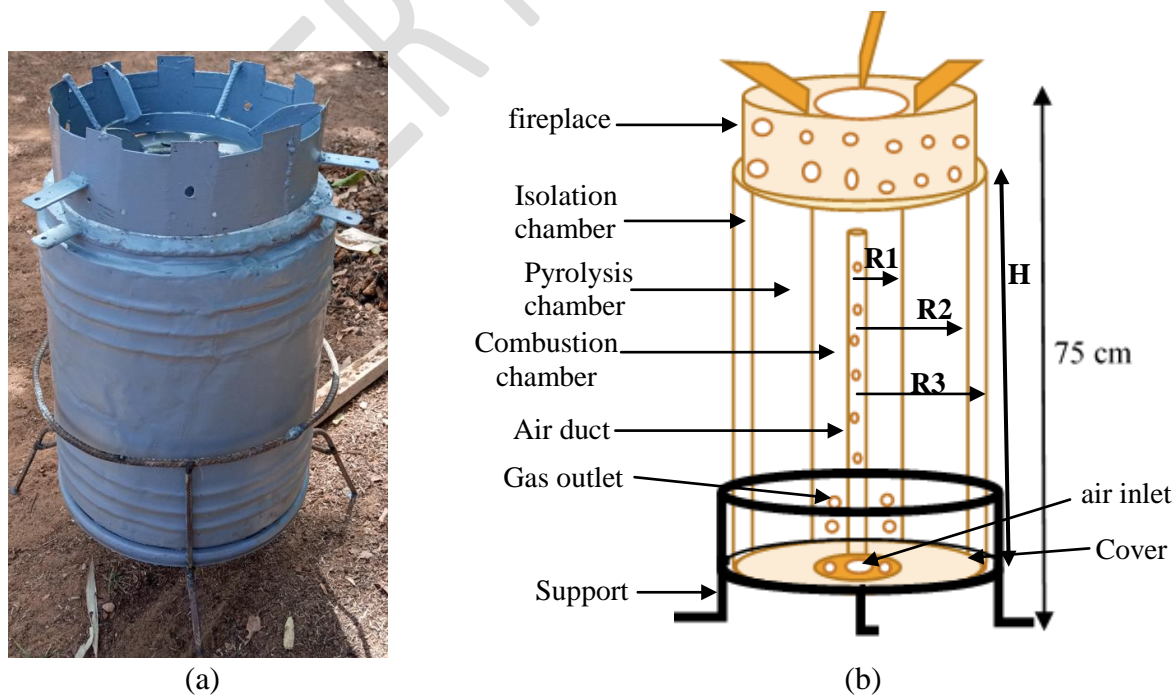 fireplace
Isolation
chamber
Pyrolysis
chamber
Combustion
chamber
Air duct
Gas outlet
Support
R1
R2
R3
H
75 cm
air inlet
Cover
(a)
(b)